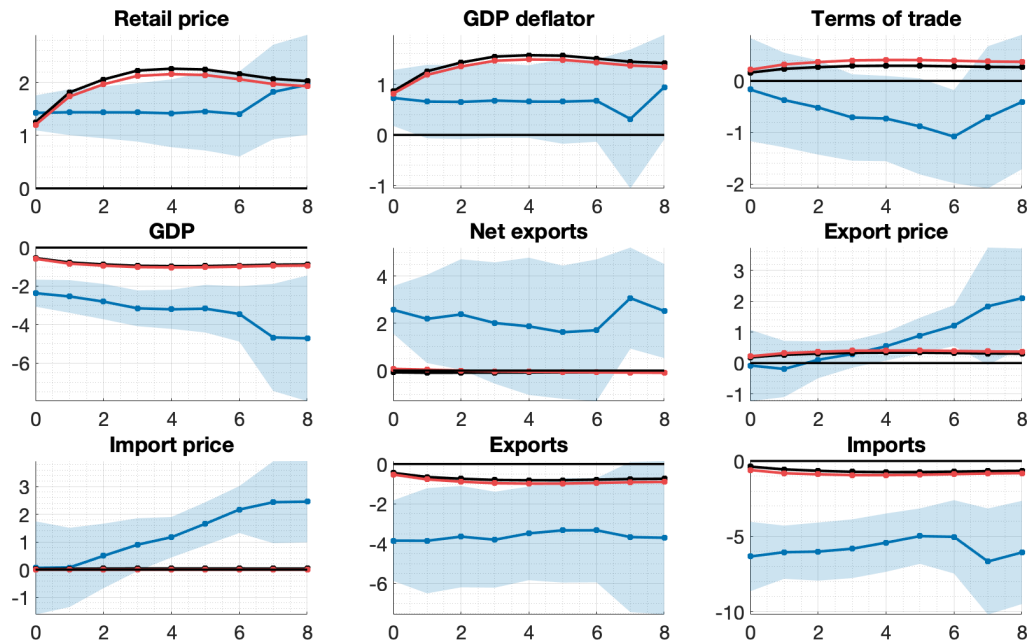 Retail price
GDP deflator
Terms of trade
2
1
0
1
0
-1
0
-1
-2
0 2 4 6 8
0 2 4 6 8
0 2 4 6 8
GDP
Net exports
Export price
0
-2
-4
-6
4
2
0
3
2
1
0
-1
0 2 4 6 8
0 2 4 6 8
0 2 4 6 8
Import price
Exports
Imports
3
2
1
0
-1
0
-2
-4
-6
0
-5
-10
0 2 4 6 8
0 2 4 6 8
0 2 4 6 8